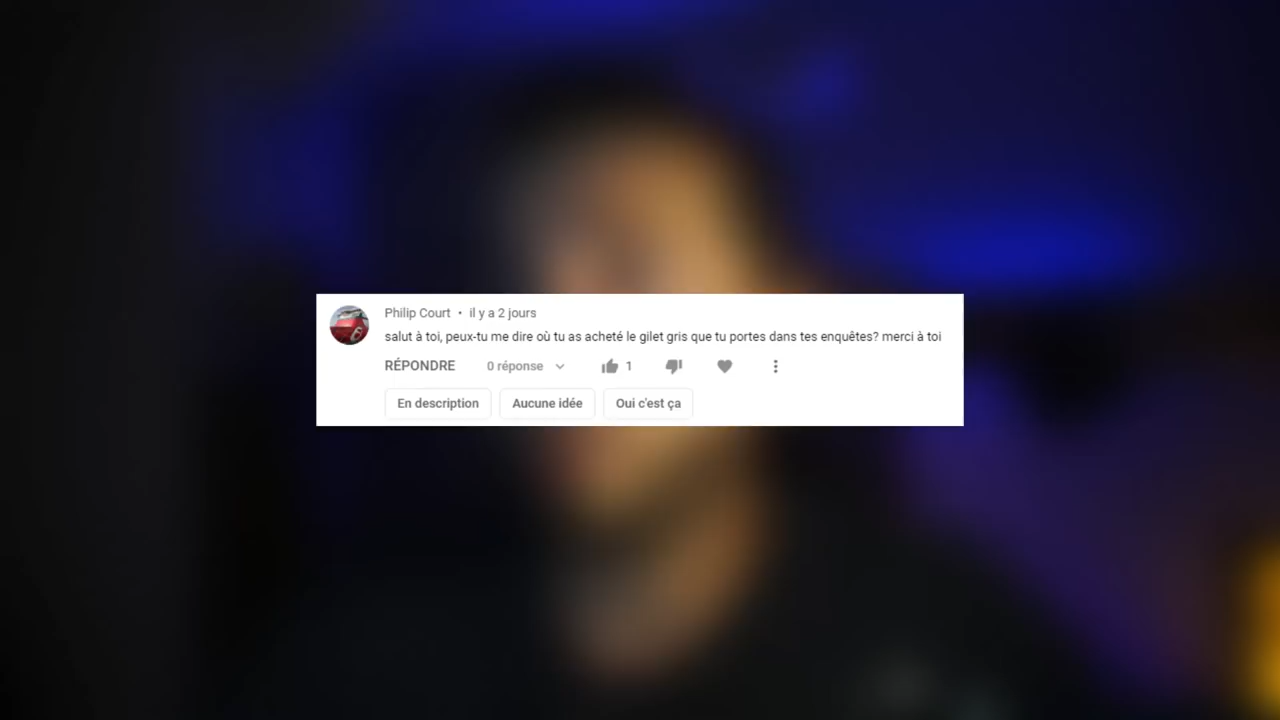 Philip Court • il y a 2 jours
salut à toi, peux-tu me dire où tu as acheté le gilet gris que tu portes dans tes enquêtes? merci à toi
RÉPONDRE 0 réponse 1
En description Aucune idée Oui c'est ça